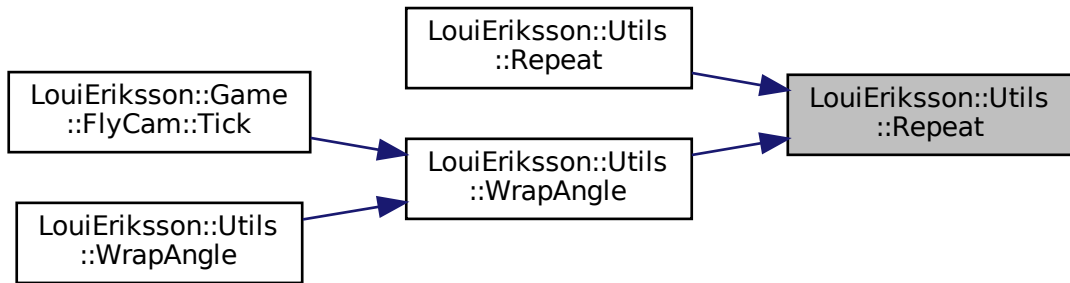 LouiEriksson::Game
::FlyCam::Tick
LouiEriksson::Utils
::WrapAngle
LouiEriksson::Utils
::Repeat
LouiEriksson::Utils
::WrapAngle
LouiEriksson::Utils
::Repeat